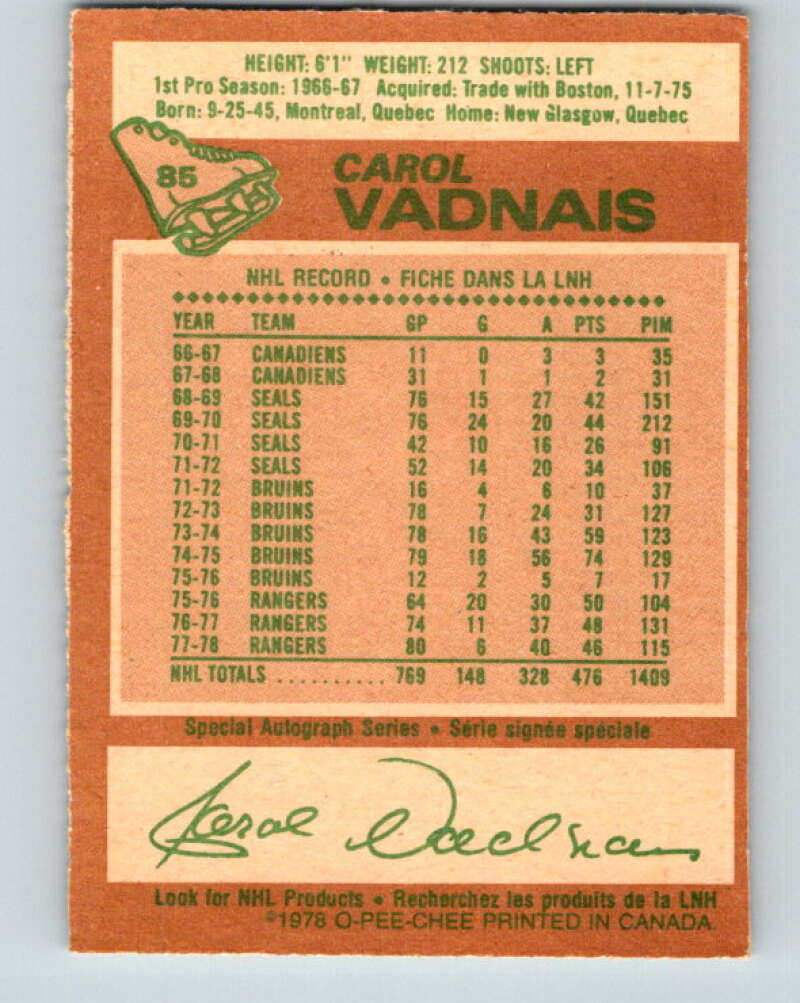 HEIGHT: 6'1" WEIGHT: 212 SHOOTS: LEFT
1st Pro Season: 1966-67 Acquired: Trade with Boston, 11-7-75
Born: 9-25-45, Montreal, Quebec Home: New Glasgow, Quebec
85
CAROL
VADNAIS
NHL RECORD • FICHE DANS LA LNH
YEAR TEAM GP G A PTS PIM
66-67 CANADIENS 11 0 3 3 35
67-68 CANADIENS 31 1 1 2 31
68-69 SEALS 76 15 27 42 151
69-70 SEALS 76 24 20 44 212
70-71 SEALS 42 10 16 26 91
71-72 SEALS 52 14 20 34 106
71-72 BRUINS 16 4 6 10 37
72-73 BRUINS 78 7 24 31 127
73-74 BRUINS 78 16 43 59 123
74-75 BRUINS 79 18 56 74 129
75-76 BRUINS 12 2 5 7 17
75-76 RANGERS 64 20 30 50 104
76-77 RANGERS 74 11 37 48 131
77-78 RANGERS 80 6 40 46 115
NHL TOTALS .......... 769 148 328 476 1409
Special Autograph Series • Série signée spéciale
Carol Vadnais
Look for NHL Products • Recherchez les produits de la LNH
©1978 O-PEE-CHEE PRINTED IN CANADA.